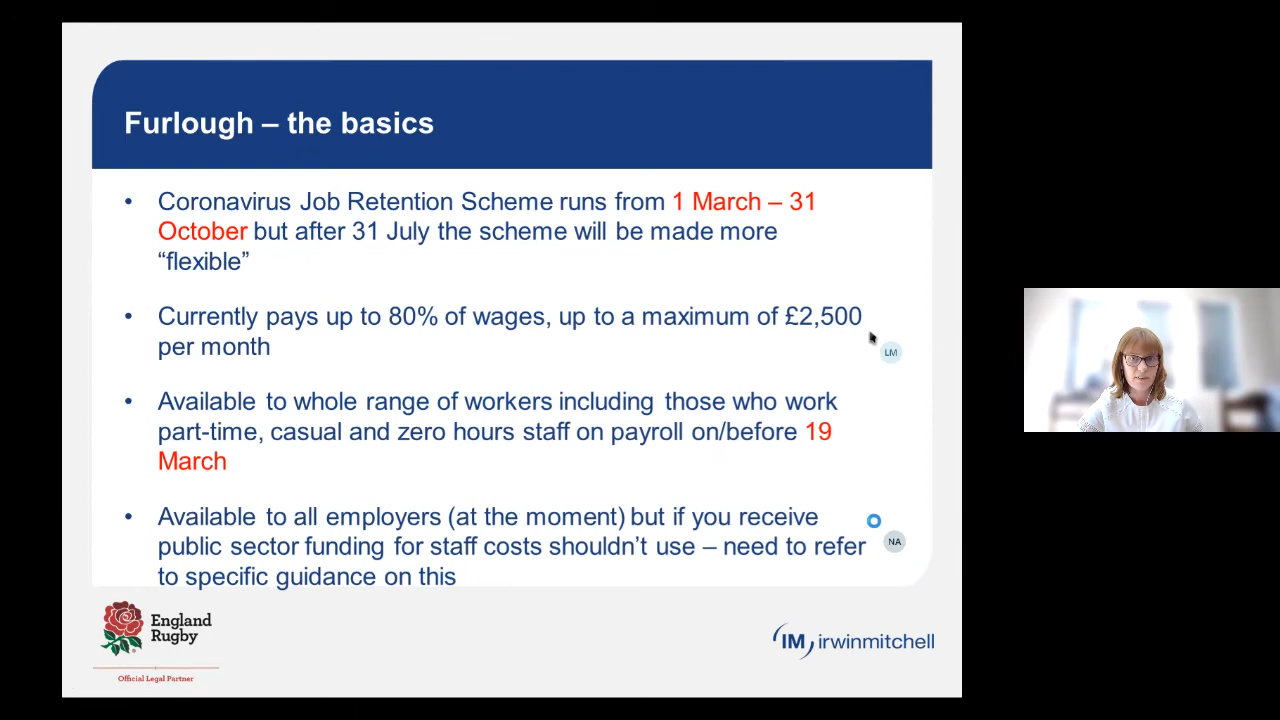 Furlough – the basics
• Coronavirus Job Retention Scheme runs from 1 March – 31
October but after 31 July the scheme will be made more
“flexible”
• Currently pays up to 80% of wages, up to a maximum of £2,500
per month
LM
• Available to whole range of workers including those who work
part-time, casual and zero hours staff on payroll on/before 19
March
• Available to all employers (at the moment) but if you receive
public sector funding for staff costs shouldn’t use – need to refer
to specific guidance on this
NA
England
Rugby
Official Legal Partner
IM irwinmitchell